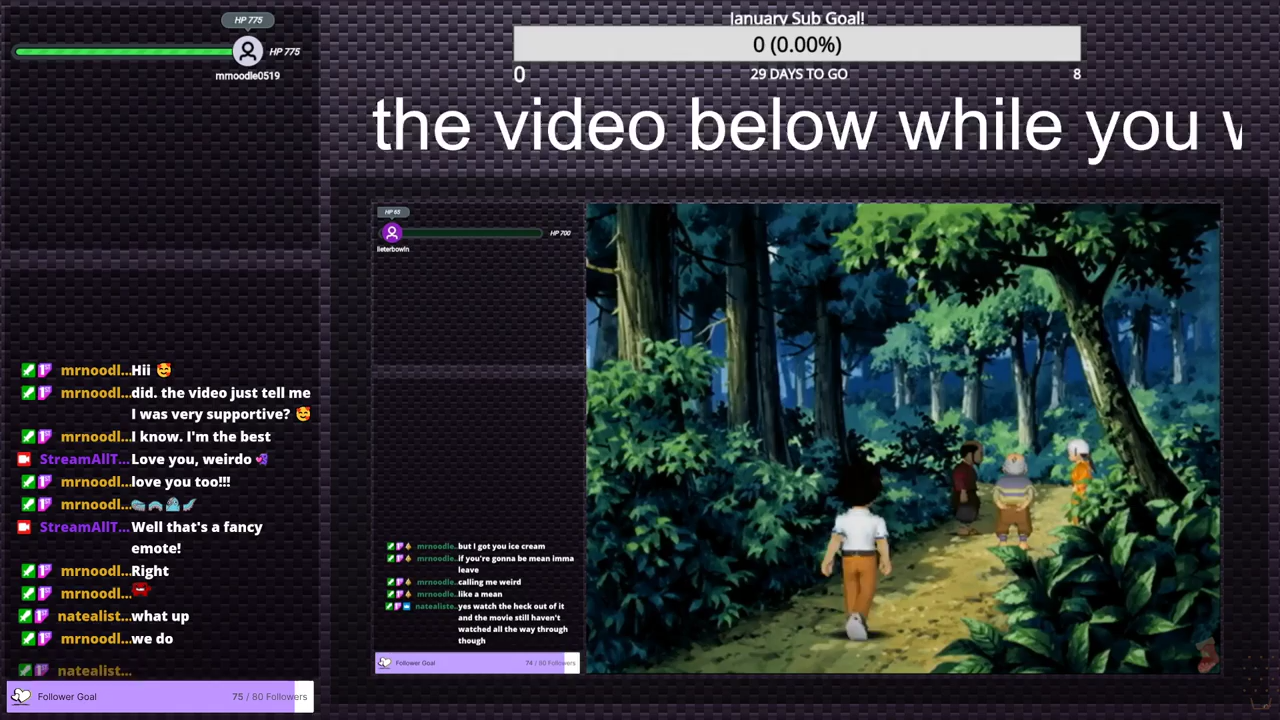 HP 775
HP 775
mrmoodle0519
January Sub Goal!
0 (0.00%)
0
29 DAYS TO GO
8
the video below while you
HP 65
HP 700
lieterbowln
mrnoodle.. but I got you ice cream
mrnoodle.. if you're gonna be mean imma
leave
mrnoodle.. calling me weird
mrnoodle.. like a mean
natealiste.. yes watch the heck out of it
and the movie still haven't
watched all the way through
though
Follower Goal
74 / 90 Followers
mrnoodl... Hii
mrnoodl... did. the video just tell me
I was very supportive?
mrnoodl... I know. I'm the best
StreamAllT... Love you, weirdo
mrnoodl... love you too!!!
mrnoodl...
StreamAllT... Well that's a fancy
emote!
mrnoodl... Right
mrnoodl...
natealist... what up
mrnoodl... we do
natealist...
Follower Goal
75 / 80 Followers